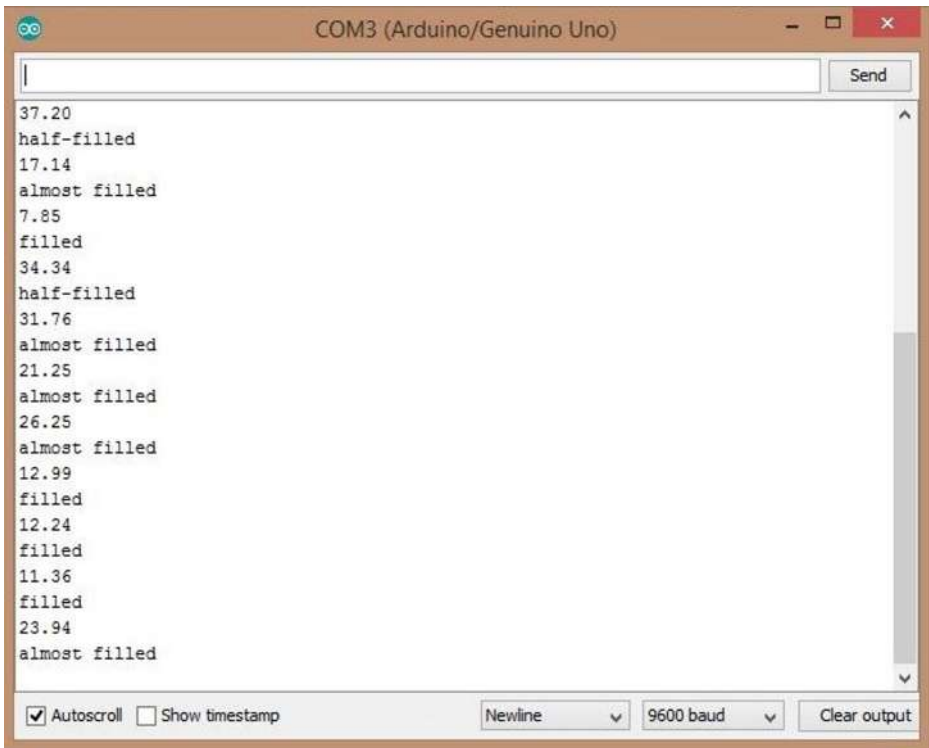 COM3 (Arduino/Genuino Uno)
Send
37.20
half-filled
17.14
almost filled
7.85
filled
34.34
half-filled
31.76
almost filled
21.25
almost filled
26.25
almost filled
12.99
filled
12.24
filled
11.36
filled
23.94
almost filled
Autoscroll Show timestamp Newline 9600 baud Clear output